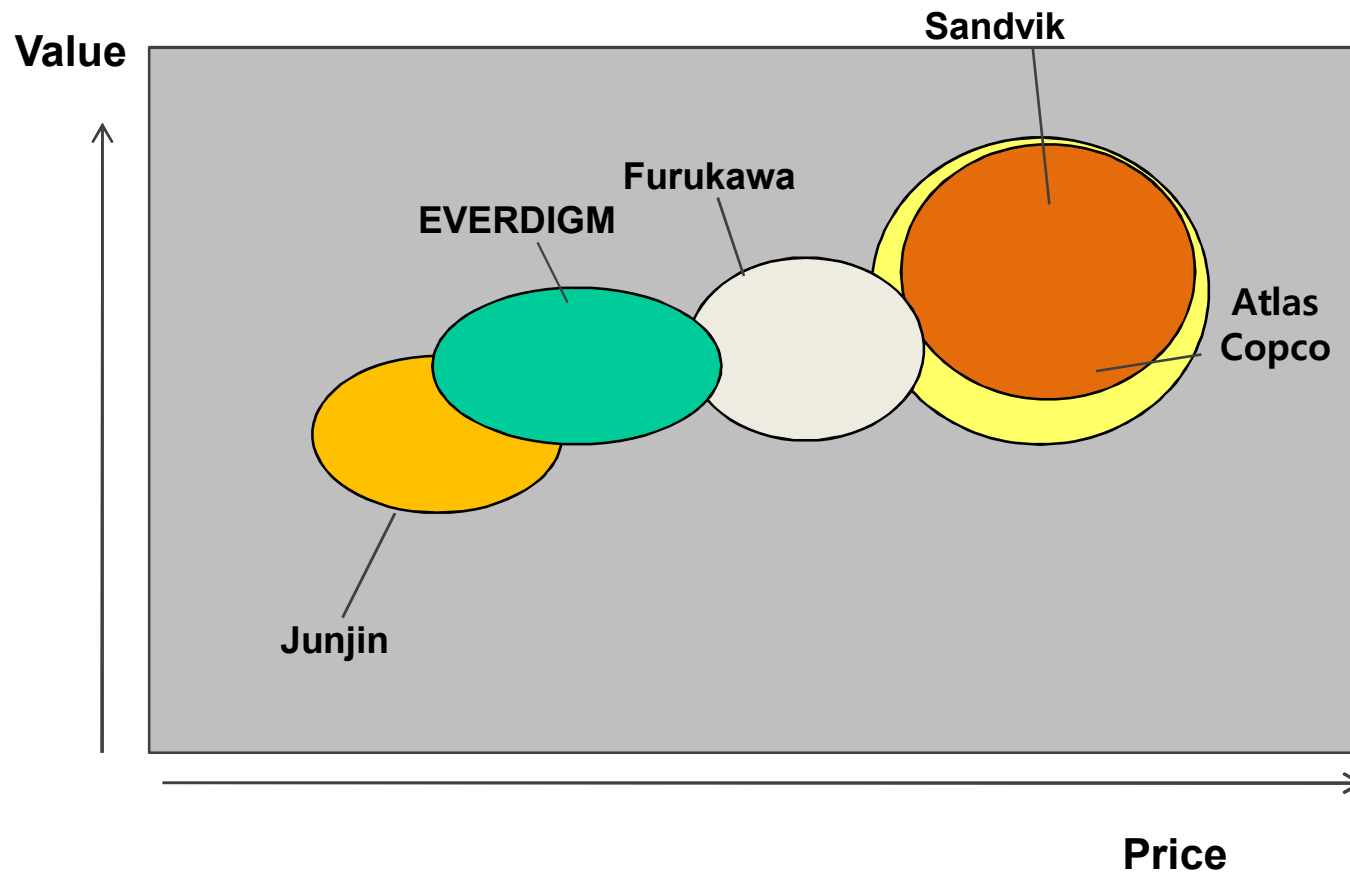 Sandvik
Value
Furukawa
EVERDIGM
Atlas
Copco
Junjin
Price